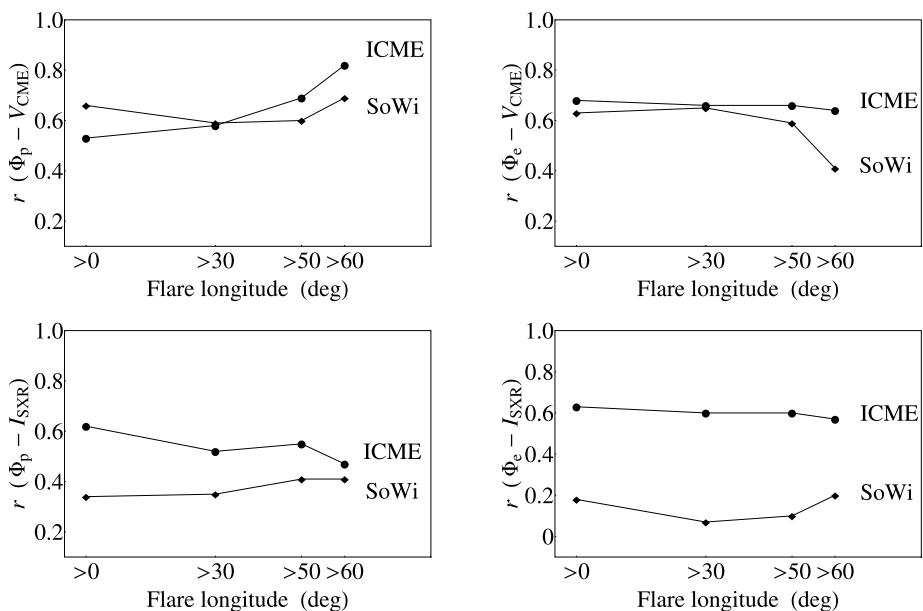 1.0
0.8
0.6
0.4
0.2
r (Φp − VCME)
ICME
SoWi
>0 >30 >50 >60
Flare longitude (deg)
1.0
0.8
0.6
0.4
0.2
r (Φe − VCME)
ICME
SoWi
>0 >30 >50 >60
Flare longitude (deg)
1.0
0.8
0.6
0.4
0.2
r (Φp − ISXR)
ICME
SoWi
>0 >30 >50 >60
Flare longitude (deg)
1.0
0.8
0.6
0.4
0.2
0
r (Φe − ISXR)
ICME
SoWi
>0 >30 >50 >60
Flare longitude (deg)